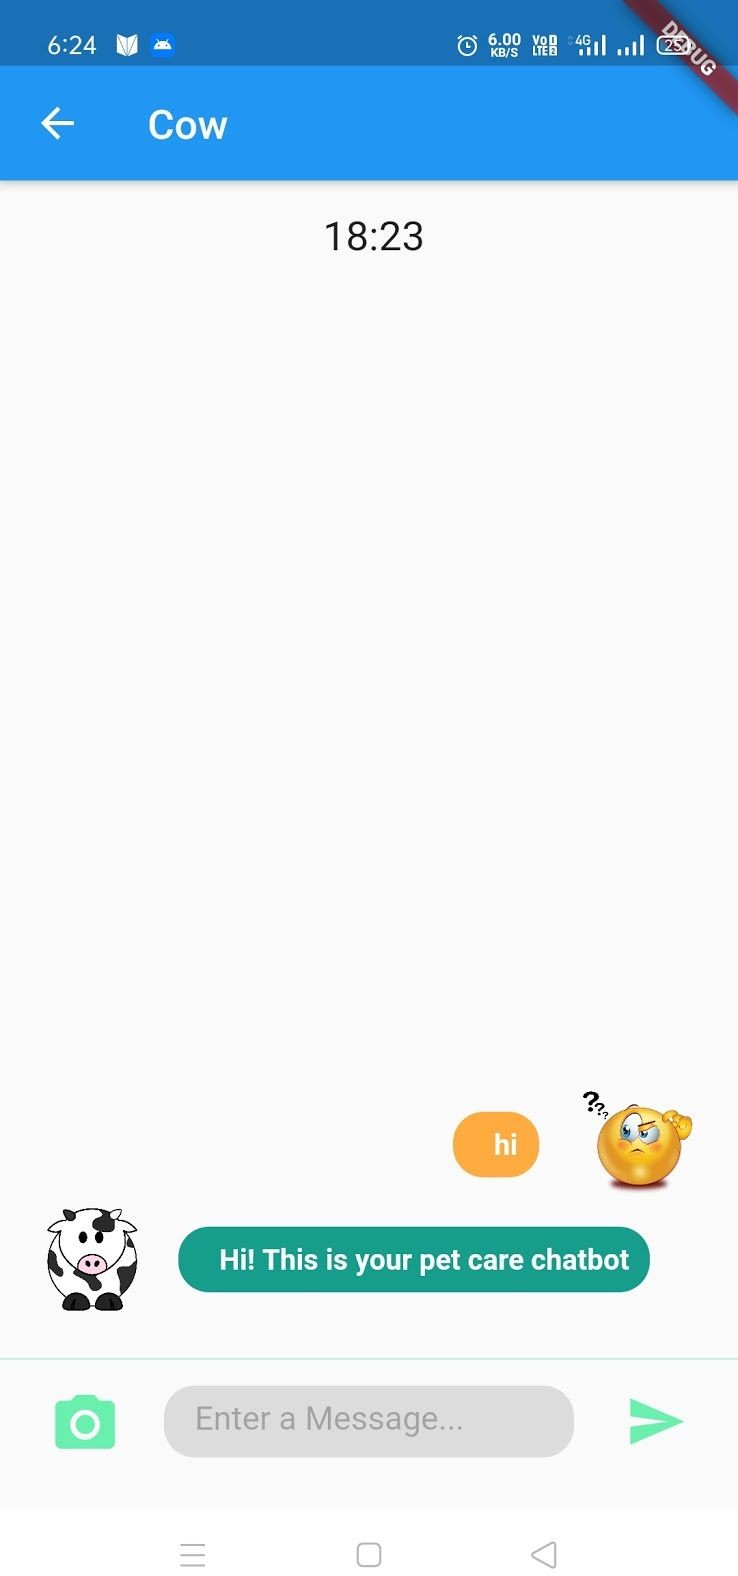 6:24
6.00
KB/S
VoD
LTE2
4G
25
DEBUG
Cow
18:23
???
hi
Hi! This is your pet care chatbot
Enter a Message...